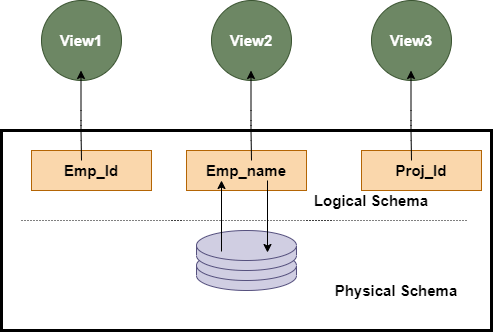 View1
View2
View3
Emp_Id
Emp_name
Proj_Id
Logical Schema
Physical Schema